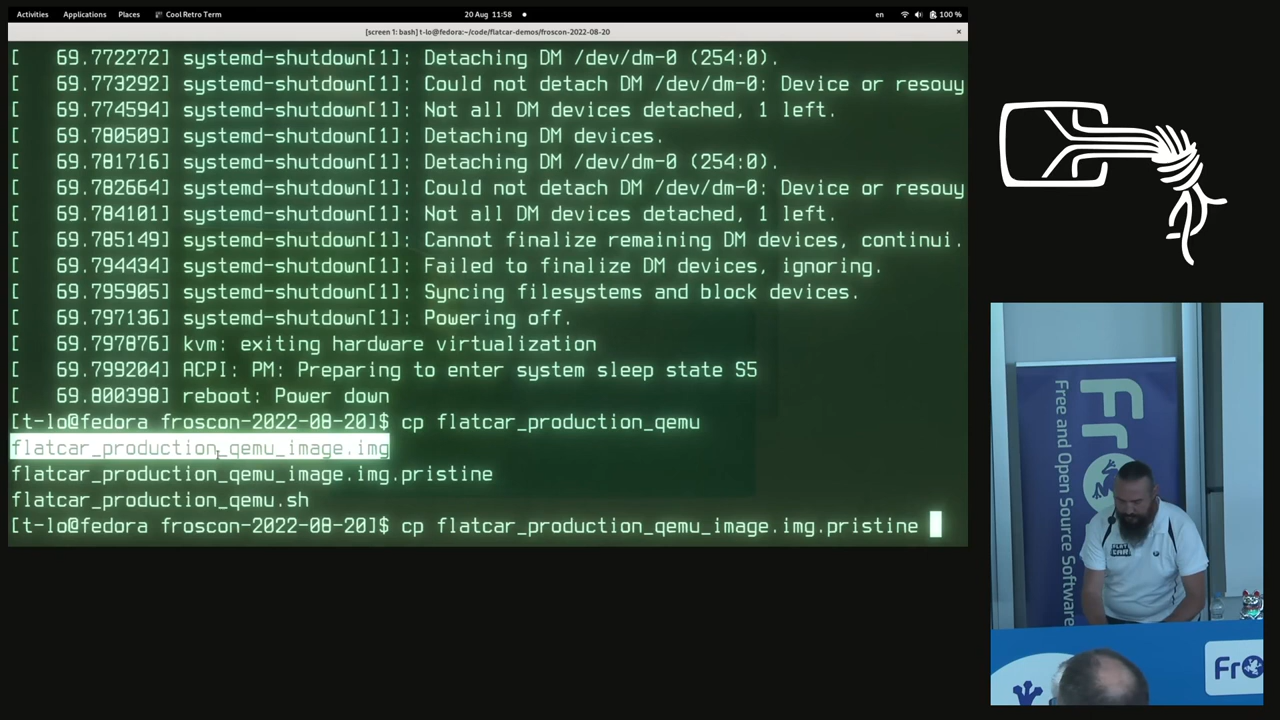 Activities Applications Places Cool Retro Term 20 Aug 11:58 en 100 %
[screen 1: bash] t-lo@fedora:~/code/flatcar-demos/froscon-2022-08-20
[ 69.772272] systemd-shutdown[1]: Detaching DM /dev/dm-0 (254:0).
[ 69.773292] systemd-shutdown[1]: Could not detach DM /dev/dm-0: Device or resouy
[ 69.774594] systemd-shutdown[1]: Not all DM devices detached, 1 left.
[ 69.780509] systemd-shutdown[1]: Detaching DM devices.
[ 69.781716] systemd-shutdown[1]: Detaching DM /dev/dm-0 (254:0).
[ 69.782664] systemd-shutdown[1]: Could not detach DM /dev/dm-0: Device or resouy
[ 69.784101] systemd-shutdown[1]: Not all DM devices detached, 1 left.
[ 69.785149] systemd-shutdown[1]: Cannot finalize remaining DM devices, continui.
[ 69.794434] systemd-shutdown[1]: Failed to finalize DM devices, ignoring.
[ 69.795905] systemd-shutdown[1]: Syncing filesystems and block devices.
[ 69.797136] systemd-shutdown[1]: Powering off.
[ 69.797876] kvm: exiting hardware virtualization
[ 69.799204] ACPI: PM: Preparing to enter system sleep state S5
[ 69.800398] reboot: Power down
[t-lo@fedora froscon-2022-08-20]$ cp flatcar_production_qemu
flatcar_production_qemu_image.img
flatcar_production_qemu_image.img.pristine
flatcar_production_qemu.sh
[t-lo@fedora froscon-2022-08-20]$ cp flatcar_production_qemu_image.img.pristine
Free and Open Source Software
FLAT
CAR